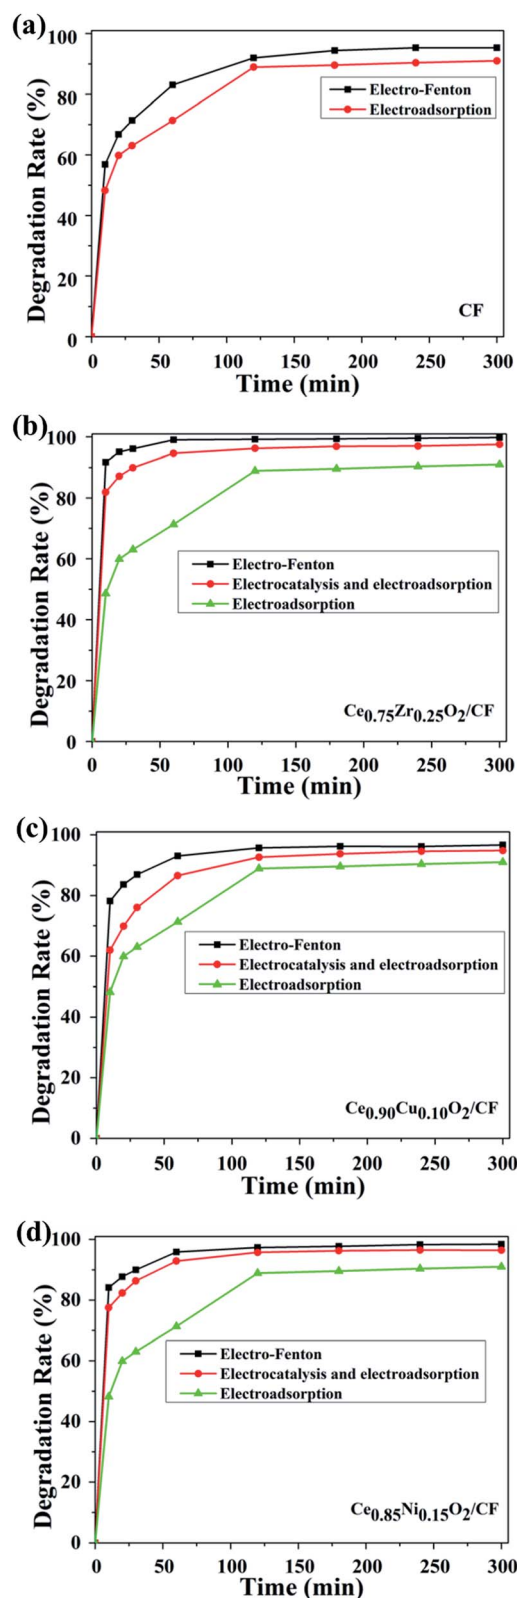 (a)
100
80
60
40
20
0
Degradation Rate (%)
Electro-Fenton
Electroadsorption
CF
0 50 100 150 200 250 300
Time (min)
(b)
100
80
60
40
20
0
Degradation Rate (%)
Electro-Fenton
Electrocatalysis and electroadsorption
Electroadsorption
Ce0.75Zr0.25O2/CF
0 50 100 150 200 250 300
Time (min)
(c)
100
80
60
40
20
0
Degradation Rate (%)
Electro-Fenton
Electrocatalysis and electroadsorption
Electroadsorption
Ce0.90Cu0.10O2/CF
0 50 100 150 200 250 300
Time (min)
(d)
100
80
60
40
20
0
Degradation Rate (%)
Electro-Fenton
Electrocatalysis and electroadsorption
Electroadsorption
Ce0.85Ni0.15O2/CF
0 50 100 150 200 250 300
Time (min)